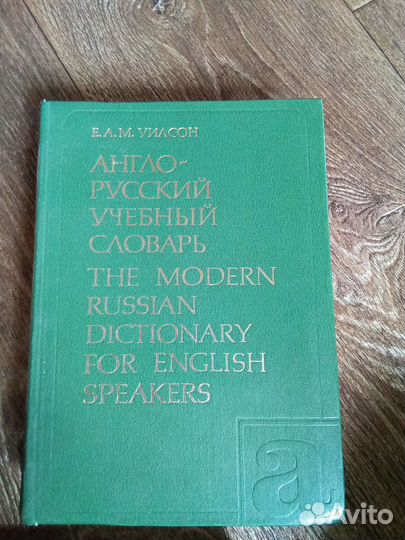 Е.А.М. УИЛСОН
АНГЛО-
РУССКИЙ
УЧЕБНЫЙ
СЛОВАРЬ
THE MODERN
RUSSIAN
DICTIONARY
FOR ENGLISH
SPEAKERS
a
Avito